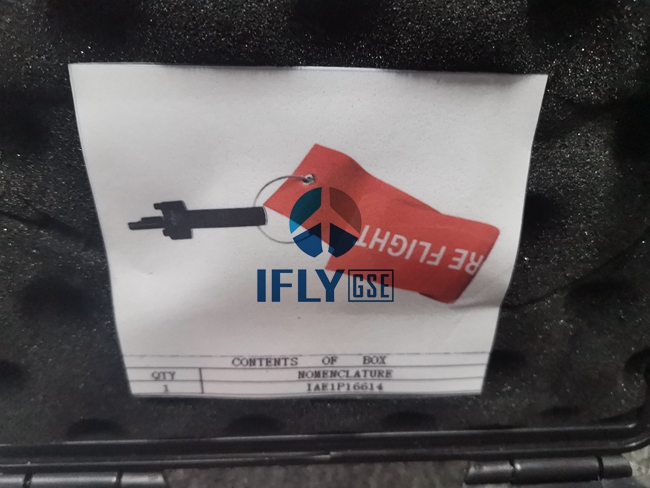 RE FLIGHT
IFLY GSE
CONTENTS OF BOX
QTY NOMENCLATURE
1 IAE1P16614